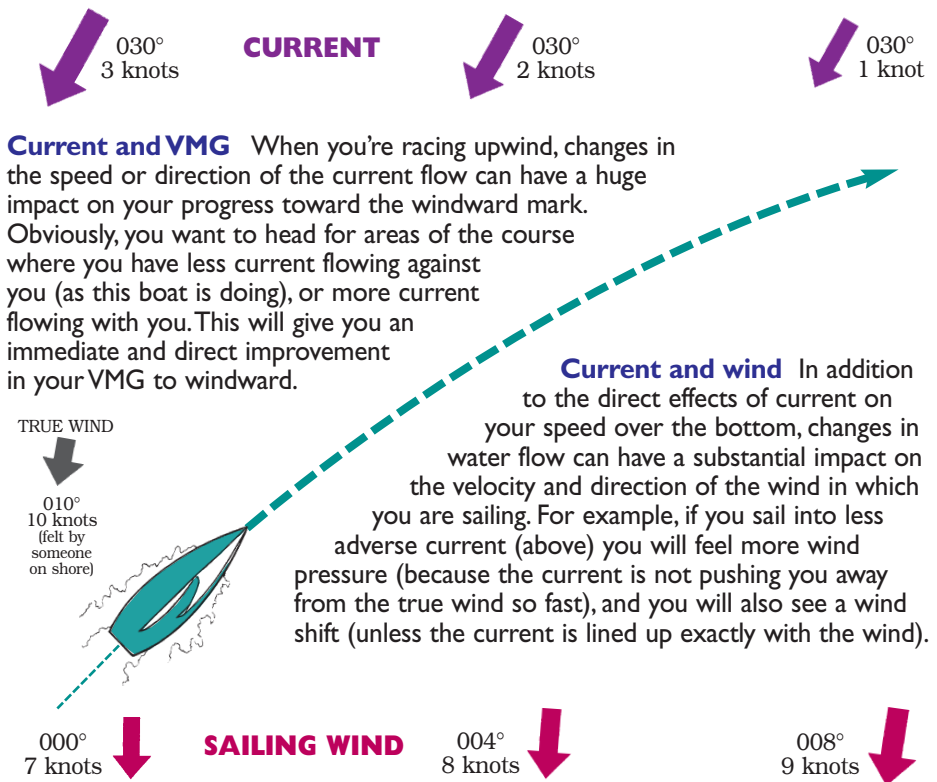 030°
3 knots
CURRENT
030°
2 knots
030°
1 knot
Current and VMG When you're racing upwind, changes in
the speed or direction of the current flow can have a huge
impact on your progress toward the windward mark.
Obviously, you want to head for areas of the course
where you have less current flowing against
you (as this boat is doing), or more current
flowing with you. This will give you an
immediate and direct improvement
in your VMG to windward.
Current and wind In addition
to the direct effects of current on
your speed over the bottom, changes in
water flow can have a substantial impact on
the velocity and direction of the wind in which
you are sailing. For example, if you sail into less
adverse current (above) you will feel more wind
pressure (because the current is not pushing you away
from the true wind so fast), and you will also see a wind
shift (unless the current is lined up exactly with the wind).
TRUE WIND
010°
10 knots
(felt by
someone
on shore)
000°
7 knots
SAILING WIND
004°
8 knots
008°
9 knots